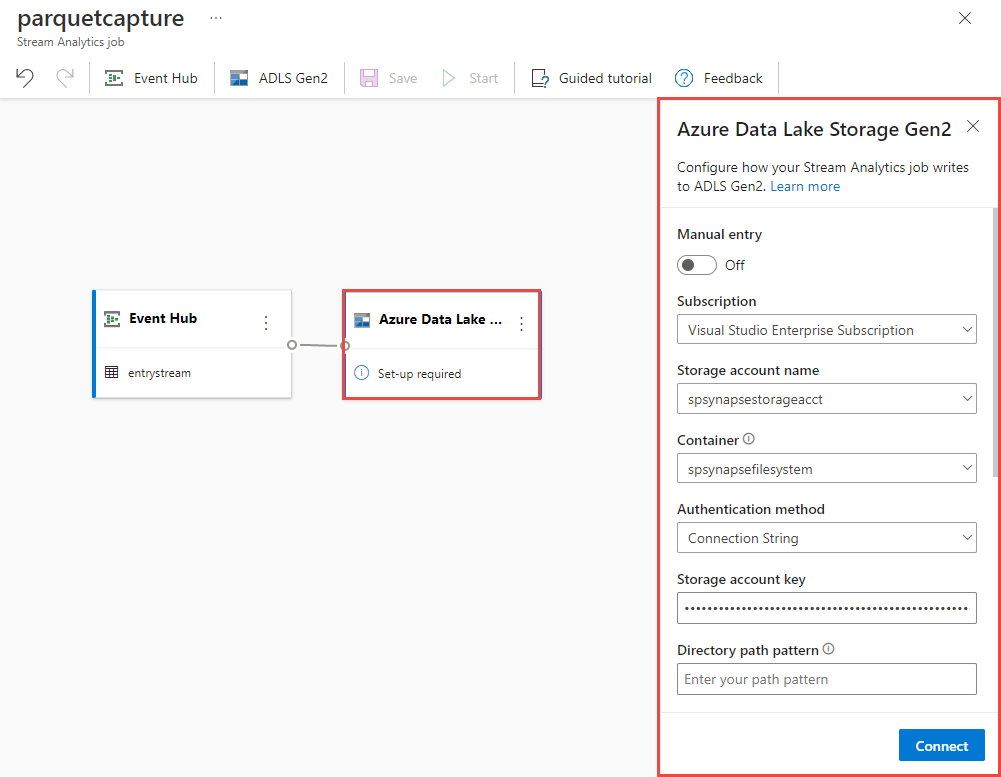 parquetcapture ...
Stream Analytics job
Event Hub ADLS Gen2 Save Start Guided tutorial Feedback
Event Hub
entrystream
Azure Data Lake ...
Set-up required
Azure Data Lake Storage Gen2
Configure how your Stream Analytics job writes
to ADLS Gen2. Learn more
Manual entry
Off
Subscription
Visual Studio Enterprise Subscription
Storage account name
spsynapsestorageacct
Container
spsynapsefilesystem
Authentication method
Connection String
Storage account key
••••••••••••••••••••••••••••••••••••••••••••••••
Directory path pattern
Enter your path pattern
Connect